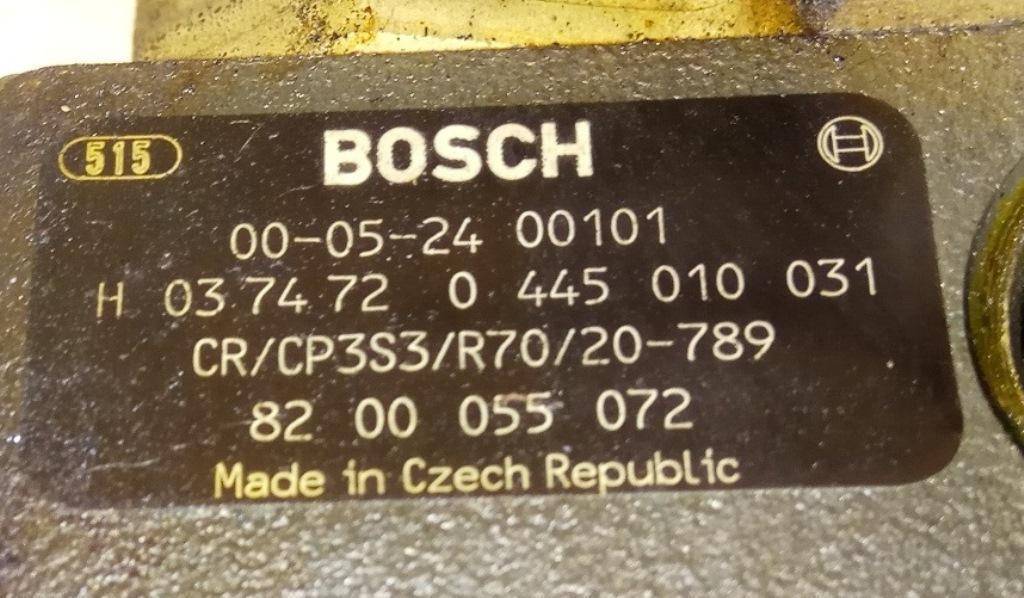 515 BOSCH
00-05-24 00101
H 03 74 72 0 445 010 031
CR/CP3S3/R70/20-789
82 00 055 072
Made in Czech Republic